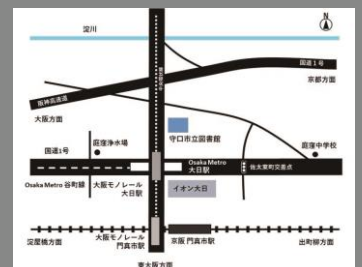 淀川
N
国道1号
京都方面
阪神高速道
大阪方面
守口市立図書館
庭窪浄水場
庭窪中学校
国道1号
Osaka Metro
大日駅
佐太東町交差点
Osaka Metro 谷町線
大阪モノレール
大日駅
イオン大日
淀屋橋方面
大阪モノレール
門真市駅
京阪 門真市駅
出町柳方面
東大阪方面